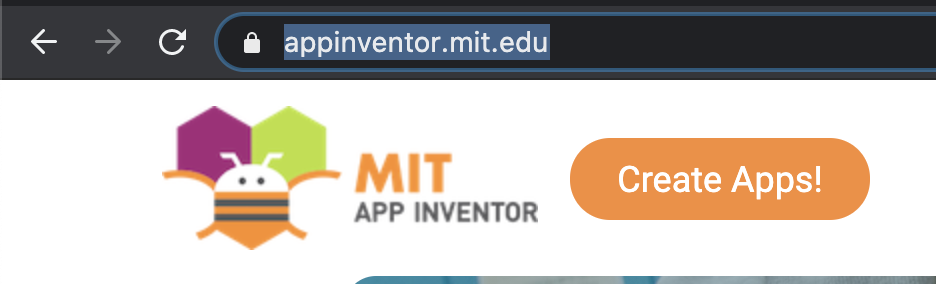 appinventor.mit.edu
MIT
APP INVENTOR
Create Apps!